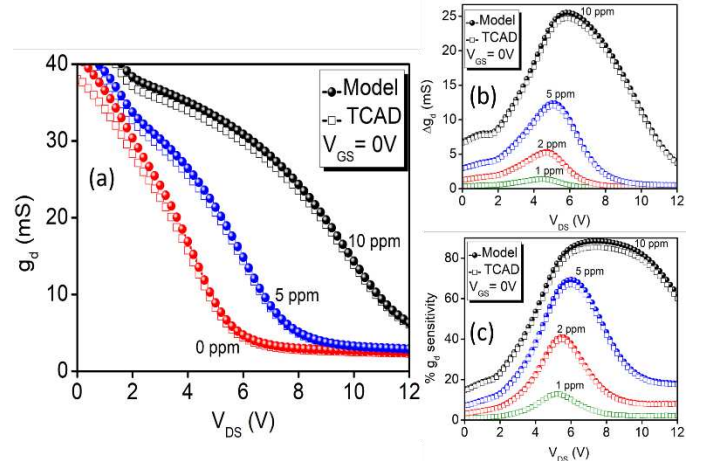 40
30
20
10
0
0 2 4 6 8 10 12
g_d (mS)
V_DS (V)
Model
TCAD
V_GS = 0V
(a)
10 ppm
5 ppm
0 ppm
25
20
15
10
5
0
0 2 4 6 8 10 12
Δg_d (mS)
V_DS (V)
Model
TCAD
V_GS = 0V
(b)
10 ppm
5 ppm
2 ppm
1 ppm
80
60
40
20
0
0 2 4 6 8 10 12
% g_d sensitivity
V_DS (V)
Model
TCAD
V_GS = 0V
(c)
10 ppm
5 ppm
2 ppm
1 ppm